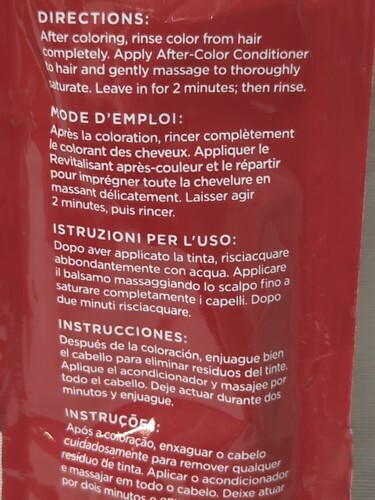 DIRECTIONS:
After coloring, rinse color from hair
completely. Apply After-Color Conditioner
to hair and gently massage to thoroughly
saturate. Leave in for 2 minutes; then rinse.
MODE D'EMPLOI:
Après la coloration, rincer complètement
le colorant des cheveux. Appliquer le
Revitalisant après-couleur et le répartir
pour imprégner toute la chevelure en
massant délicatement. Laisser agir
2 minutes, puis rincer.
ISTRUZIONI PER L'USO:
Dopo aver applicato la tinta, risciacquare
abbondantemente con acqua. Applicare
il balsamo massaggiando lo scalpo fino a
saturare completamente i capelli. Dopo
due minuti risciacquare.
INSTRUCCIONES:
Después de la coloración, enjuague bien
el cabello para eliminar residuos del tinte.
Aplique el acondicionador y masajee por
todo el cabello. Deje actuar durante dos
minutos y enjuague.
INSTRUÇÕES:
Após a coloração, enxaguar o cabelo
cuidadosamente para remover qualquer
resíduo de tinta. Aplicar o acondicionador
e massajar em todo o cabelo. Deixe atuar
por dois minutos e